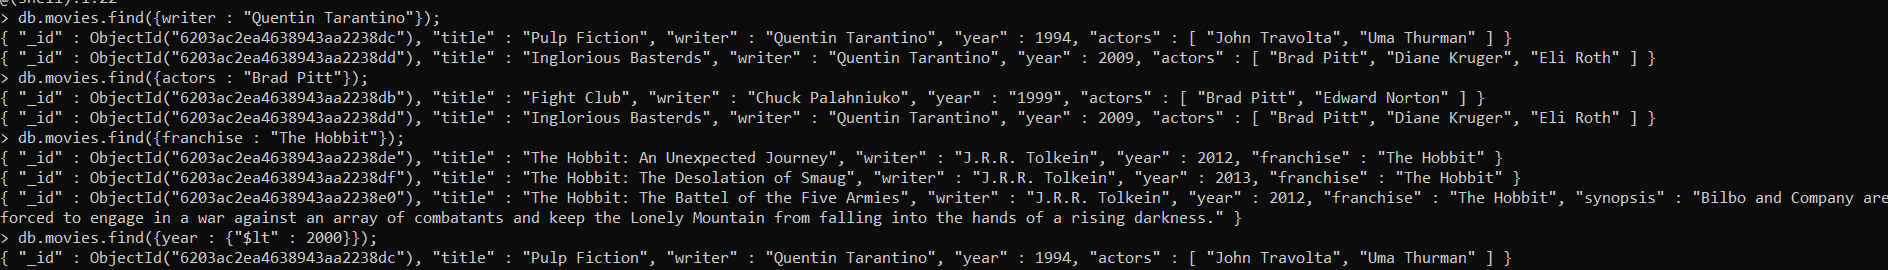 @(shell):1:22
> db.movies.find({writer : "Quentin Tarantino"});
{ "_id" : ObjectId("6203ac2ea4638943aa2238dc"), "title" : "Pulp Fiction", "writer" : "Quentin Tarantino", "year" : 1994, "actors" : [ "John Travolta", "Uma Thurman" ] }
{ "_id" : ObjectId("6203ac2ea4638943aa2238dd"), "title" : "Inglorious Basterds", "writer" : "Quentin Tarantino", "year" : 2009, "actors" : [ "Brad Pitt", "Diane Kruger", "Eli Roth" ] }
> db.movies.find({actors : "Brad Pitt"});
{ "_id" : ObjectId("6203ac2ea4638943aa2238db"), "title" : "Fight Club", "writer" : "Chuck Palahniuko", "year" : "1999", "actors" : [ "Brad Pitt", "Edward Norton" ] }
{ "_id" : ObjectId("6203ac2ea4638943aa2238dd"), "title" : "Inglorious Basterds", "writer" : "Quentin Tarantino", "year" : 2009, "actors" : [ "Brad Pitt", "Diane Kruger", "Eli Roth" ] }
> db.movies.find({franchise : "The Hobbit"});
{ "_id" : ObjectId("6203ac2ea4638943aa2238de"), "title" : "The Hobbit: An Unexpected Journey", "writer" : "J.R.R. Tolkein", "year" : 2012, "franchise" : "The Hobbit" }
{ "_id" : ObjectId("6203ac2ea4638943aa2238df"), "title" : "The Hobbit: The Desolation of Smaug", "writer" : "J.R.R. Tolkein", "year" : 2013, "franchise" : "The Hobbit" }
{ "_id" : ObjectId("6203ac2ea4638943aa2238e0"), "title" : "The Hobbit: The Battel of the Five Armies", "writer" : "J.R.R. Tolkein", "year" : 2012, "franchise" : "The Hobbit", "synopsis" : "Bilbo and Company are
forced to engage in a war against an array of combatants and keep the Lonely Mountain from falling into the hands of a rising darkness." }
> db.movies.find({year : {"$lt" : 2000}});
{ "_id" : ObjectId("6203ac2ea4638943aa2238dc"), "title" : "Pulp Fiction", "writer" : "Quentin Tarantino", "year" : 1994, "actors" : [ "John Travolta", "Uma Thurman" ] }